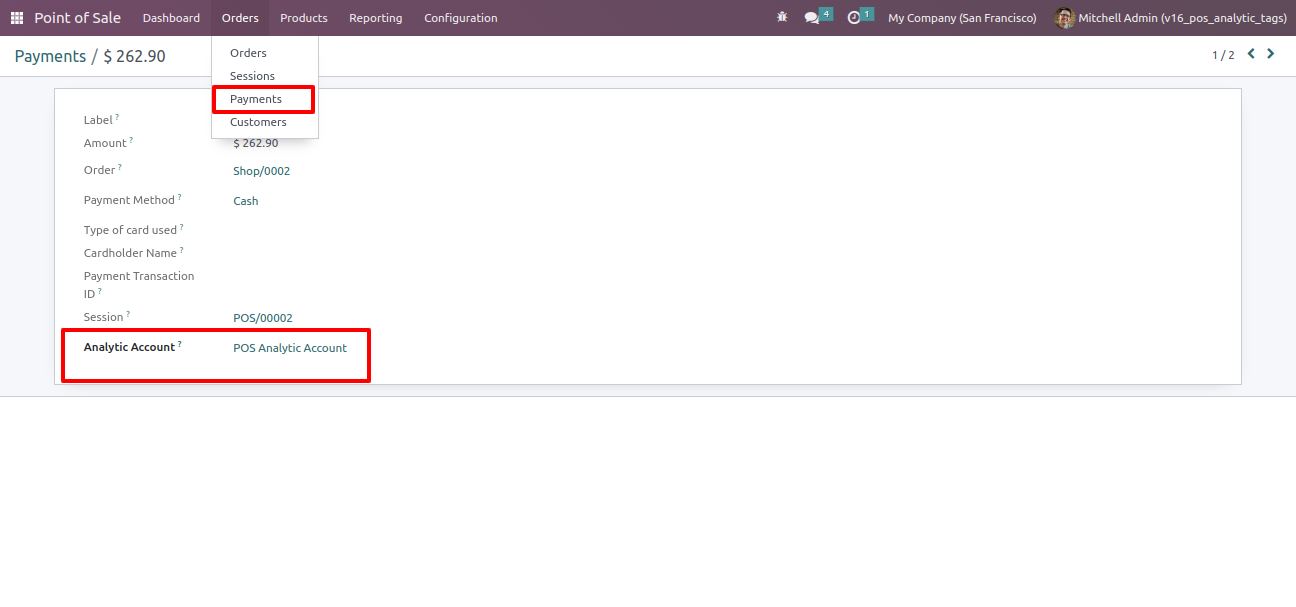 Point of Sale Dashboard Orders Products Reporting Configuration 4 1 My Company (San Francisco) Mitchell Admin (v16_pos_analytic_tags)
Payments / $ 262.90 1 / 2
Orders
Sessions
Payments
Customers
Label ?
Amount ? $ 262.90
Order ? Shop/0002
Payment Method ? Cash
Type of card used ?
Cardholder Name ?
Payment Transaction
ID ?
Session ? POS/00002
Analytic Account ? POS Analytic Account